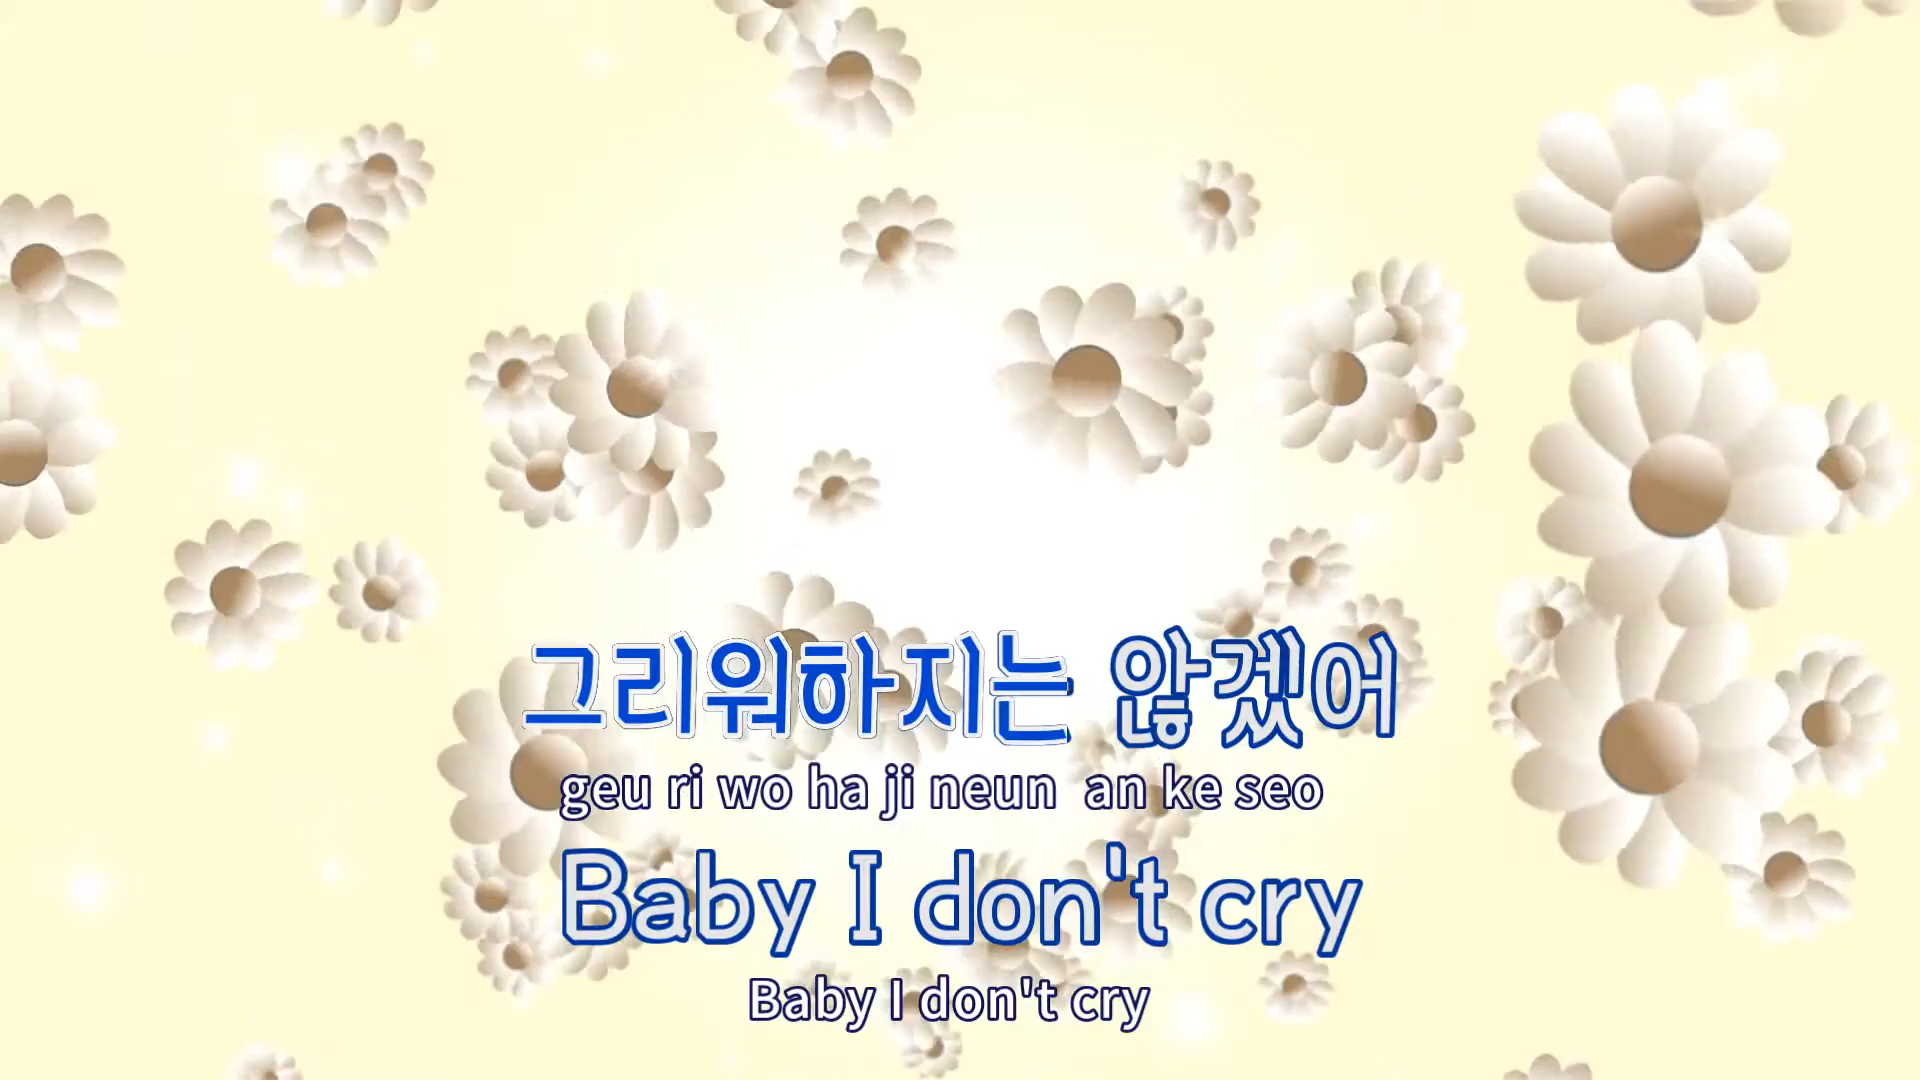 그리워하지는 않겠어
geu ri wo ha ji neun an ke seo
Baby I don't cry
Baby I don't cry